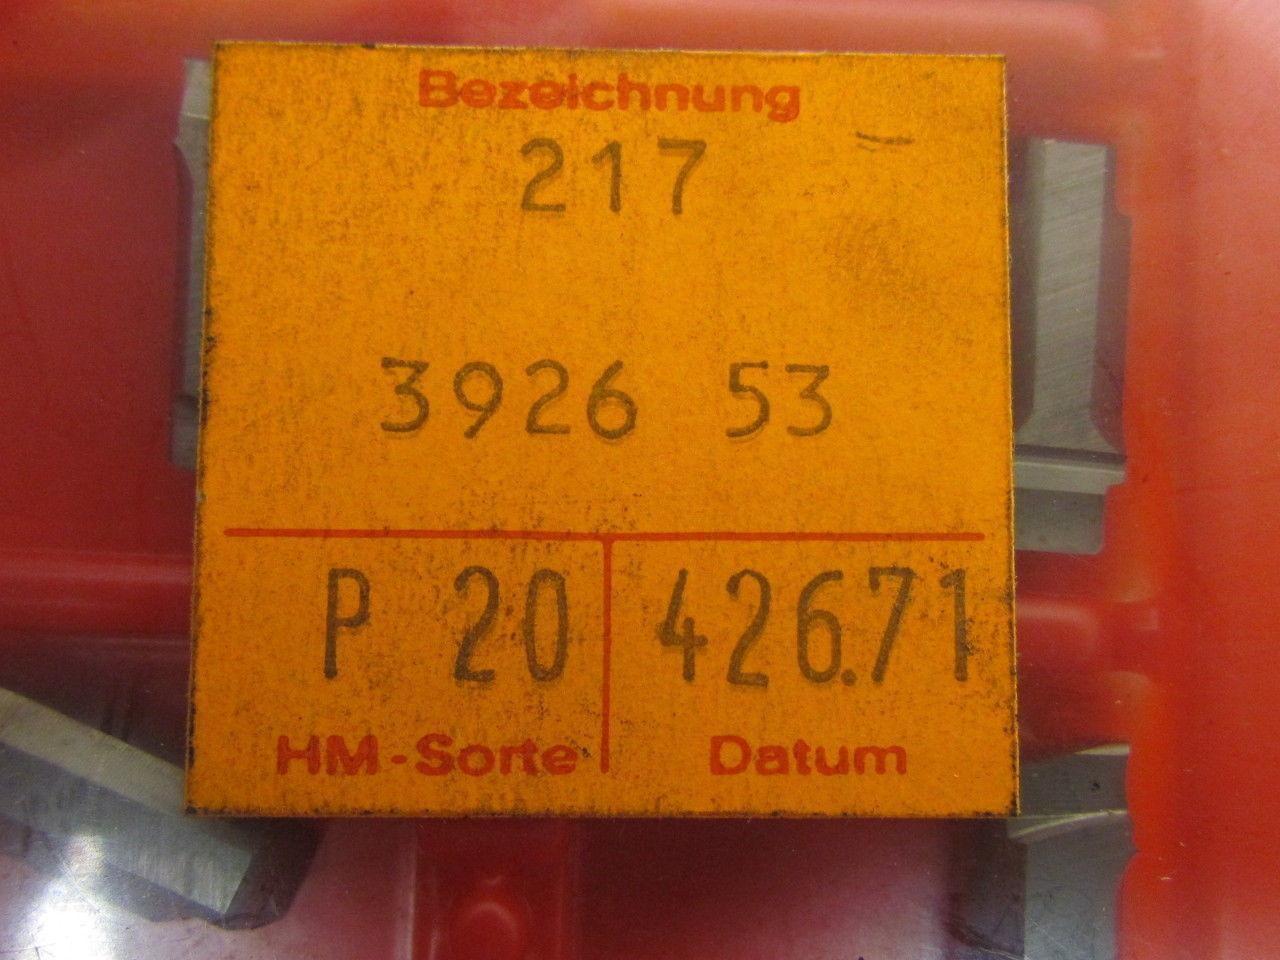 Bezeichnung
217
3926 53
P 20 426.71
HM-Sorte Datum